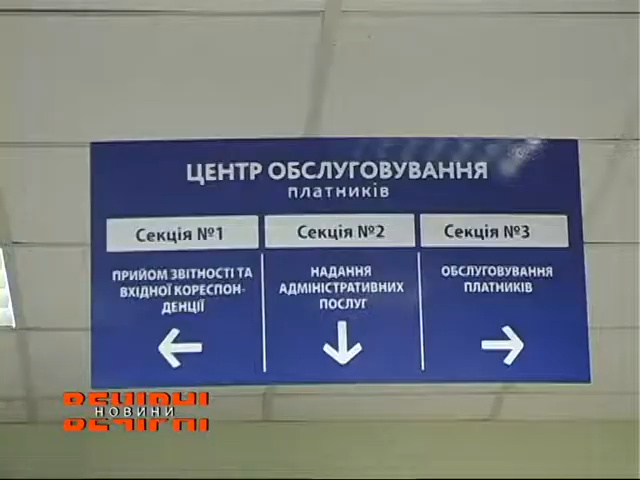 ЦЕНТР ОБСЛУГОВУВАННЯ
платників
Секція №1
Секція №2
Секція №3
ПРИЙОМ ЗВІТНОСТІ ТА
ВХІДНОЇ КОРЕСПОН-
ДЕНЦІЇ
НАДАННЯ
АДМІНІСТРАТИВНИХ
ПОСЛУГ
ОБСЛУГОВУВАННЯ
ПЛАТНИКІВ
ВЕЧІРНІ
НОВИНИ
ВЕЧІРНІ